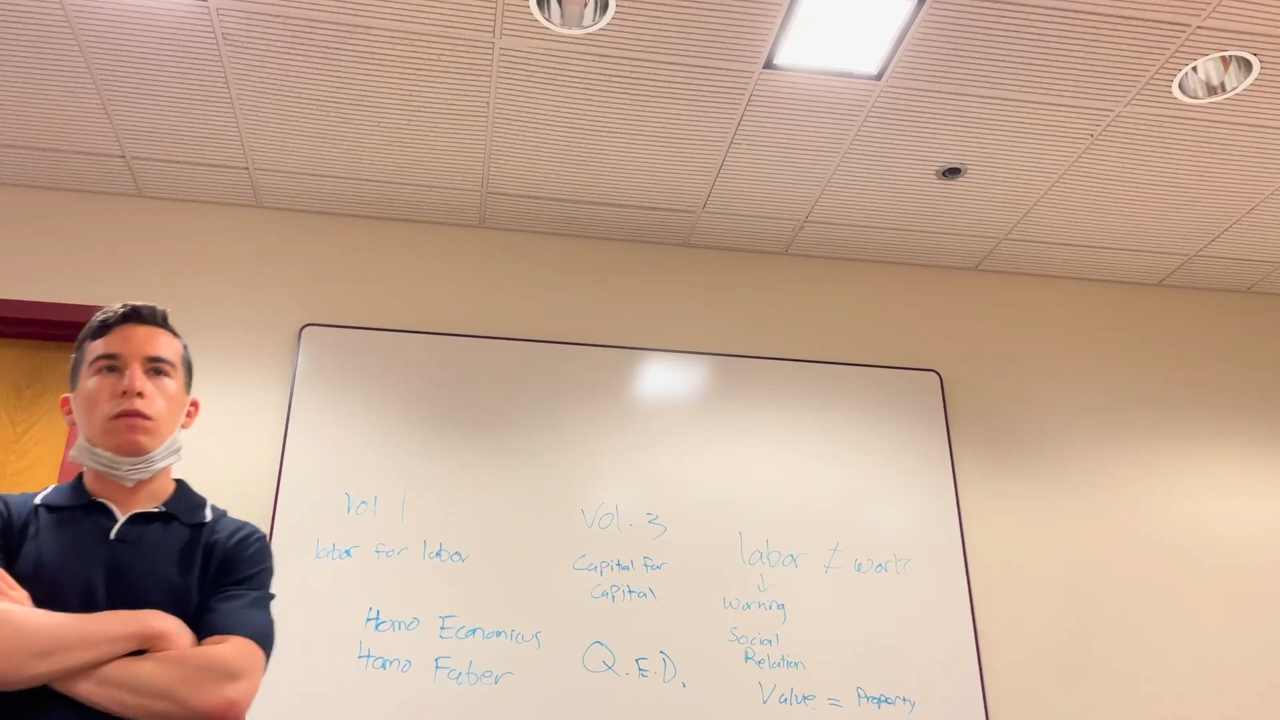 Vol 1
labor for labor
Homo Economicus
Homo Faber
Vol. 3
Capital for
Capital
Q.E.D.
labor ≠ work
↓
Working
Social
Relation
Value = Property